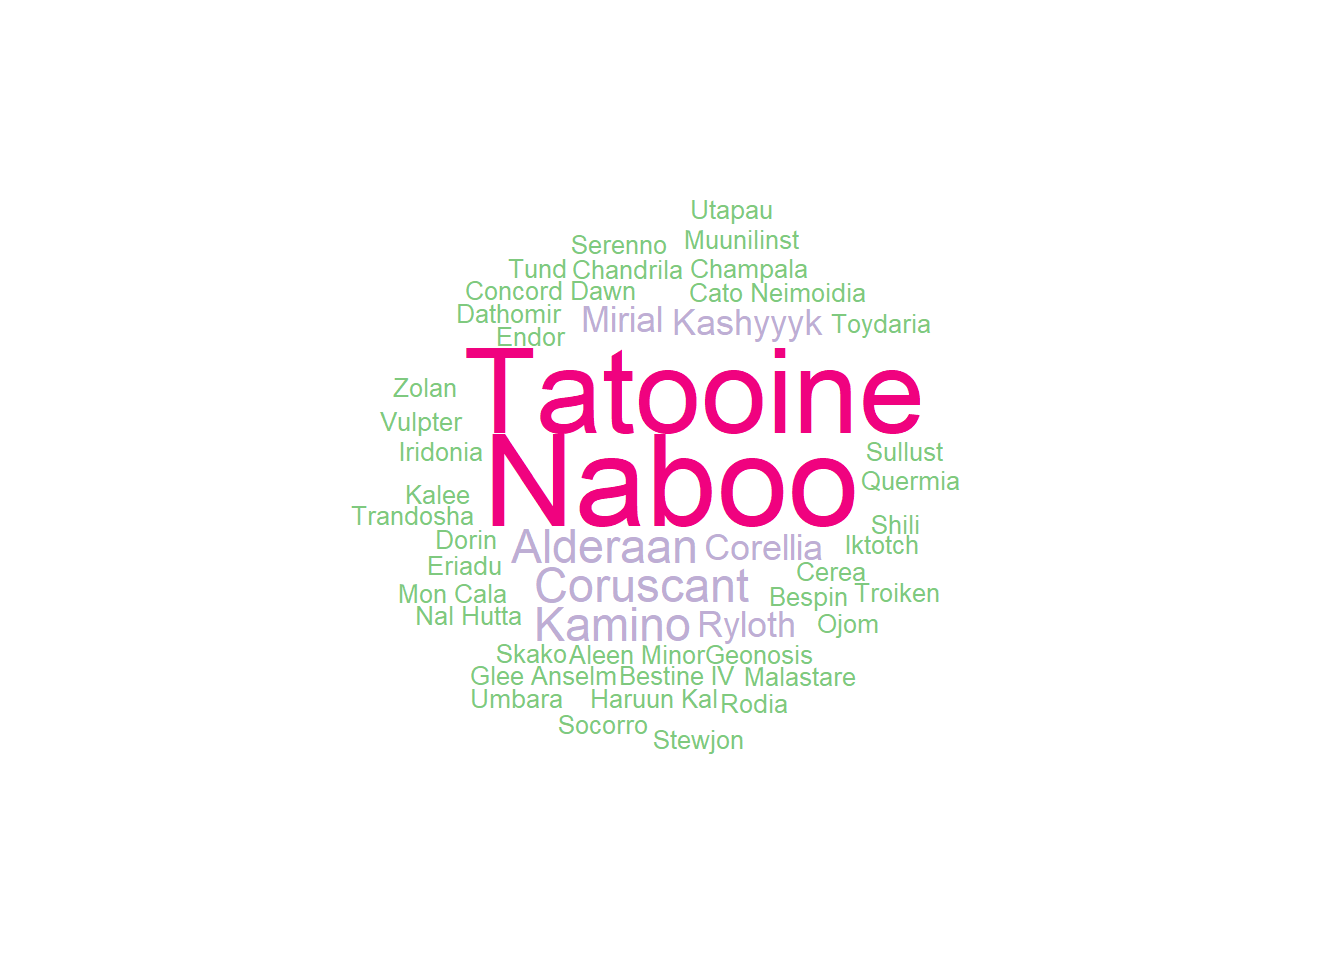 Utapau
Serenno Muunilinst
Tund Chandrila Champala
Concord Dawn Cato Neimoidia
Dathomir Mirial Kashyyyk Toydaria
Endor
Tatooine
Zolan
Vulpter
Naboo
Iridonia Sullust
Quermia
Kalee
Trandosha Shili
Dorin Alderaan Corellia Iktotch
Eriadu Cerea
Coruscant
Mon Cala Bespin Troiken
Nal Hutta Kamino Ryloth Ojom
Skako Aleen Minor Geonosis
Glee Anselm Bestine IV Malastare
Umbara Haruun Kal Rodia
Socorro
Stewjon